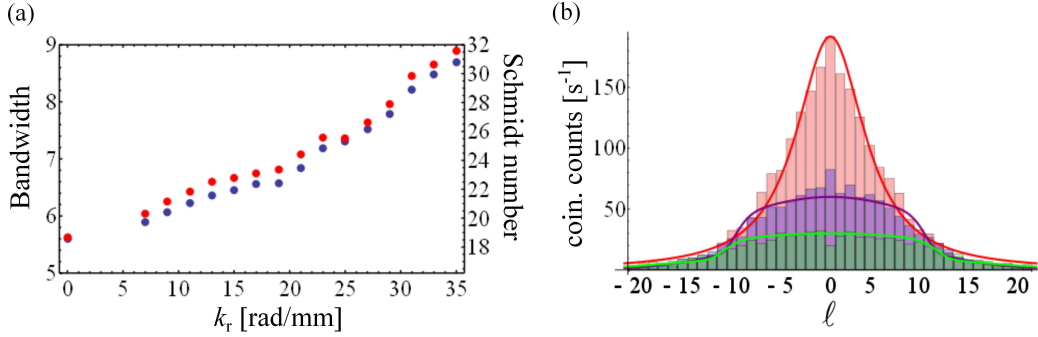 (a)
9
8
7
6
5
Bandwidth
32
30
28
26
24
22
20
18
Schmidt number
0 5 10 15 20 25 30 35
k_r [rad/mm]
(b)
150
100
50
coin. counts [s⁻¹]
- 20 - 15 - 10 - 5 0 5 10 15 20
ℓ